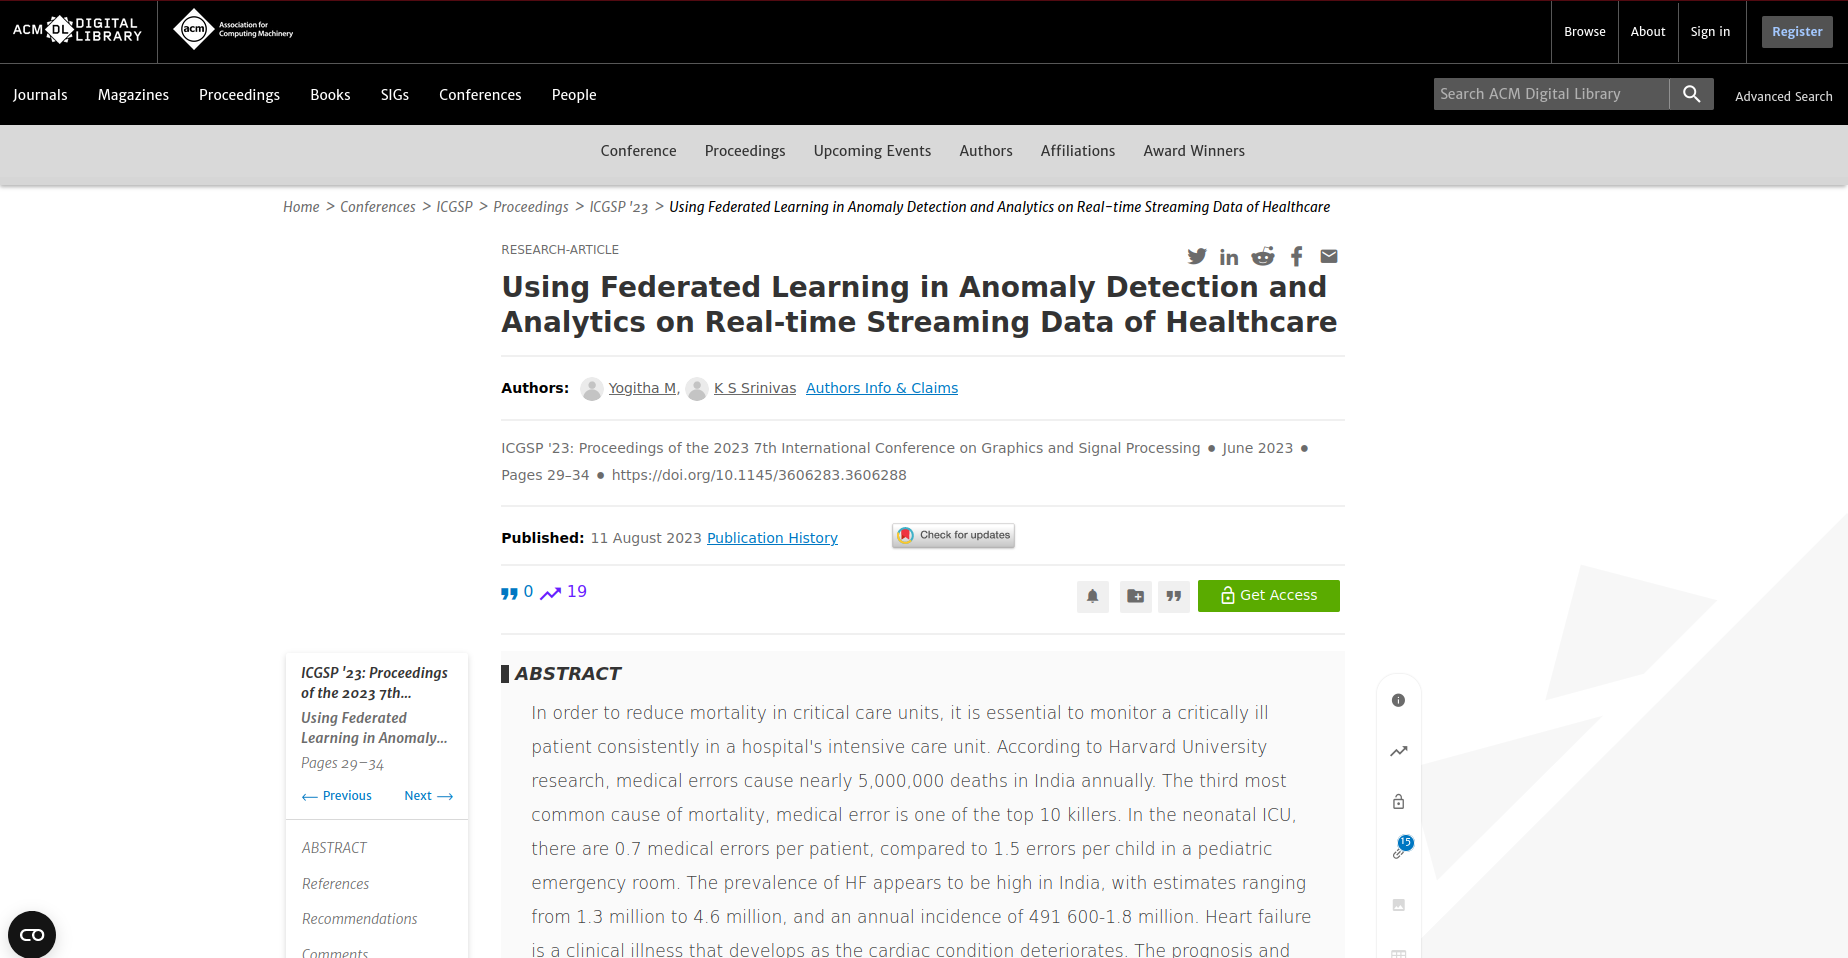 ACM DL DIGITAL LIBRARY
acm Association for Computing Machinery
Browse
About
Sign in
Register
Journals
Magazines
Proceedings
Books
SIGs
Conferences
People
Search ACM Digital Library
Advanced Search
Conference
Proceedings
Upcoming Events
Authors
Affiliations
Award Winners
Home > Conferences > ICGSP > Proceedings > ICGSP '23 > Using Federated Learning in Anomaly Detection and Analytics on Real-time Streaming Data of Healthcare
RESEARCH-ARTICLE
Using Federated Learning in Anomaly Detection and
Analytics on Real-time Streaming Data of Healthcare
Authors: Yogitha M, K S Srinivas Authors Info & Claims
ICGSP '23: Proceedings of the 2023 7th International Conference on Graphics and Signal Processing • June 2023 •
Pages 29–34 • https://doi.org/10.1145/3606283.3606288
Published: 11 August 2023 Publication History
Check for updates
0 19
Get Access
ICGSP '23: Proceedings
of the 2023 7th...
Using Federated
Learning in Anomaly...
Pages 29–34
← Previous
Next →
ABSTRACT
References
Recommendations
Comments
ABSTRACT
In order to reduce mortality in critical care units, it is essential to monitor a critically ill
patient consistently in a hospital's intensive care unit. According to Harvard University
research, medical errors cause nearly 5,000,000 deaths in India annually. The third most
common cause of mortality, medical error is one of the top 10 killers. In the neonatal ICU,
there are 0.7 medical errors per patient, compared to 1.5 errors per child in a pediatric
emergency room. The prevalence of HF appears to be high in India, with estimates ranging
from 1.3 million to 4.6 million, and an annual incidence of 491 600-1.8 million. Heart failure
is a clinical illness that develops as the cardiac condition deteriorates. The prognosis and
15